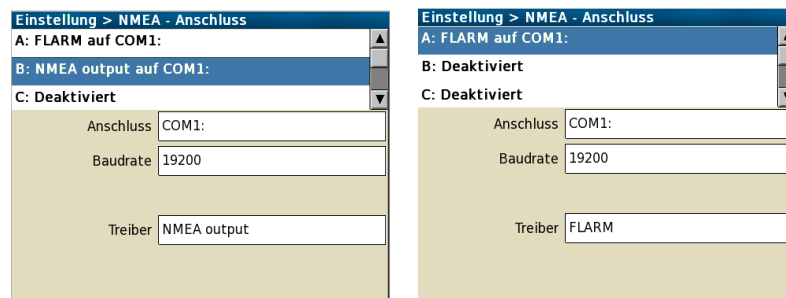 Einstellung > NMEA - Anschluss
A: FLARM auf COM1:
B: NMEA output auf COM1:
C: Deaktiviert
Anschluss COM1:
Baudrate 19200
Treiber NMEA output
Einstellung > NMEA - Anschluss
A: FLARM auf COM1:
B: Deaktiviert
C: Deaktiviert
Anschluss COM1:
Baudrate 19200
Treiber FLARM